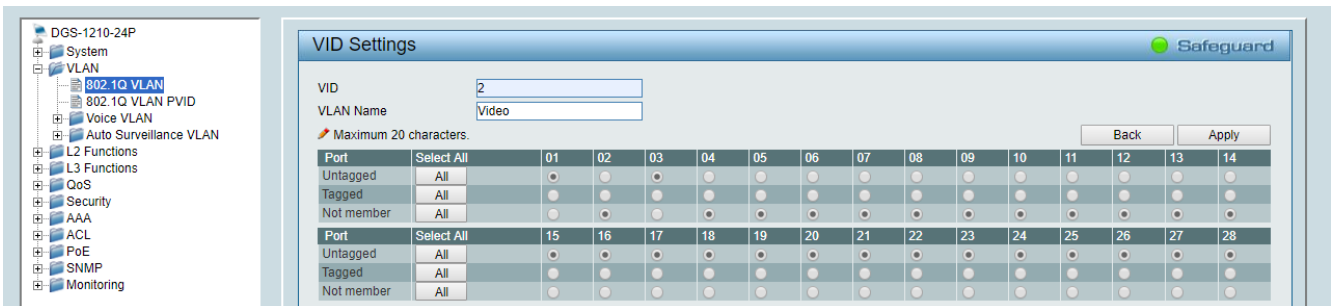 DGS-1210-24P
System
VLAN
802.1Q VLAN
802.1Q VLAN PVID
Voice VLAN
Auto Surveillance VLAN
L2 Functions
L3 Functions
QoS
Security
AAA
ACL
PoE
SNMP
Monitoring
VID Settings Safeguard
VID 2
VLAN Name Video
Maximum 20 characters. Back Apply
Port Select All 01 02 03 04 05 06 07 08 09 10 11 12 13 14
Untagged All
Tagged All
Not member All
Port Select All 15 16 17 18 19 20 21 22 23 24 25 26 27 28
Untagged All
Tagged All
Not member All